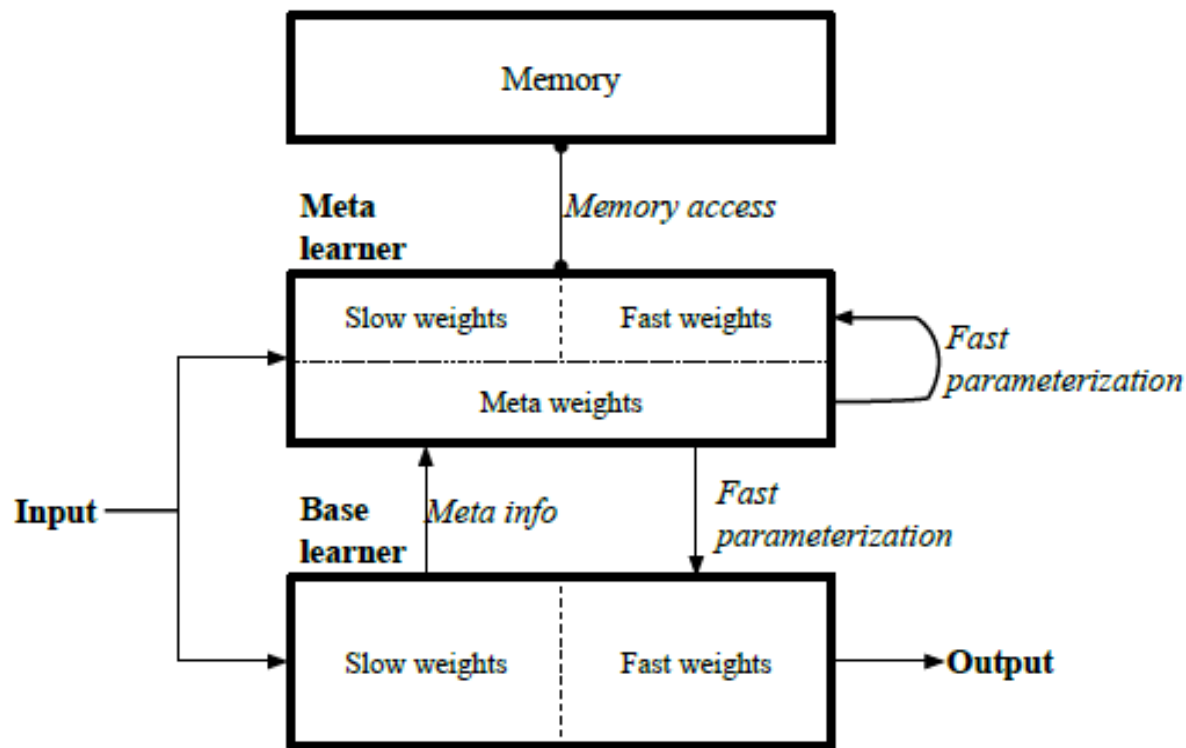 Memory
Meta
learner
Memory access
Slow weights
Fast weights
Fast
parameterization
Meta weights
Input
Base
learner
Meta info
Fast
parameterization
Slow weights
Fast weights
Output